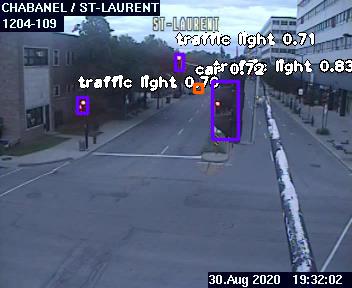 CHABANEL / ST-LAURENT
1204-109
ST-LAURENT
traffic light 0.71
car 0.72
traffic light 0.83
traffic light 0.76
30.Aug 2020 19:32:02